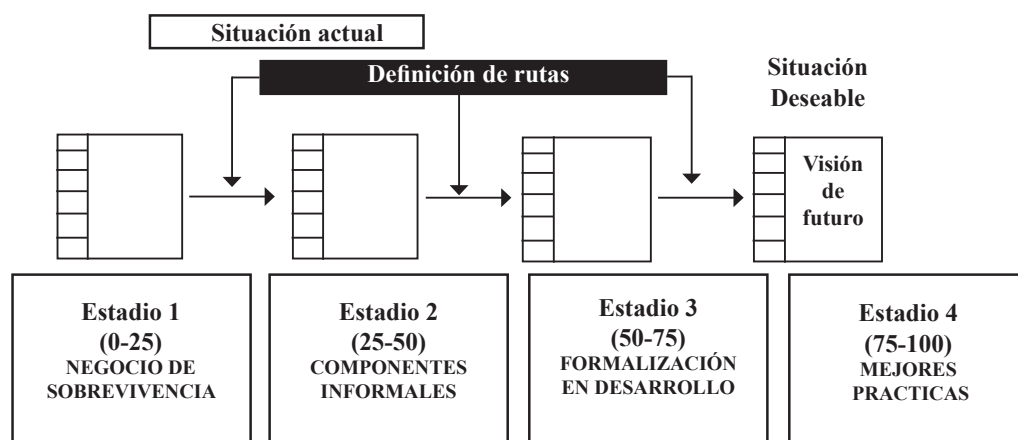 Situación actual
Definición de rutas
Situación
Deseable
Visión
de
futuro
Estadio 1
(0-25)
NEGOCIO DE
SOBREVIVENCIA
Estadio 2
(25-50)
COMPONENTES
INFORMALES
Estadio 3
(50-75)
FORMALIZACIÓN
EN DESARROLLO
Estadio 4
(75-100)
MEJORES
PRACTICAS